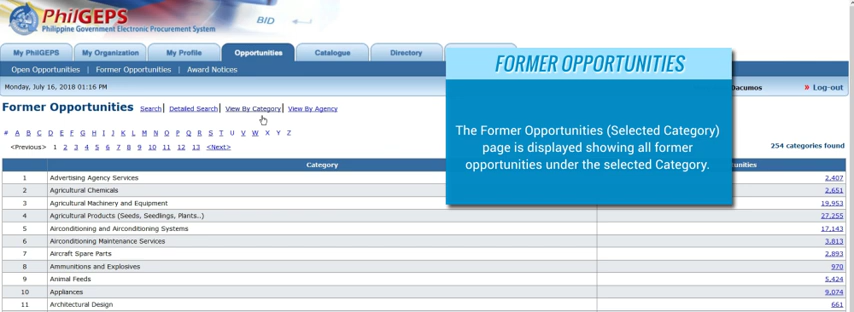 PhilGEPS
Philippine Government Electronic Procurement System
BID
My PhilGEPS My Organization My Profile Opportunities Catalogue Directory
Open Opportunities | Former Opportunities | Award Notices
Monday, July 16, 2018 01:16 PM
Dacumos » Log-out
FORMER OPPORTUNITIES
The Former Opportunities (Selected Category)
page is displayed showing all former
opportunities under the selected Category.
Former Opportunities Search | Detailed Search | View By Category | View By Agency
# A B C D E F G H I J K L M N O P Q R S T U V W X Y Z
<Previous> 1 2 3 4 5 6 7 8 9 10 11 12 13 <Next>
254 categories found
Category
1 Advertising Agency Services 2,407
2 Agricultural Chemicals 2,651
3 Agricultural Machinery and Equipment 19,953
4 Agricultural Products (Seeds, Seedlings, Plants..) 27,255
5 Airconditioning and Airconditioning Systems 17,143
6 Airconditioning Maintenance Services 3,813
7 Aircraft Spare Parts 2,893
8 Ammunitions and Explosives 970
9 Animal Feeds 5,424
10 Appliances 9,074
11 Architectural Design 661